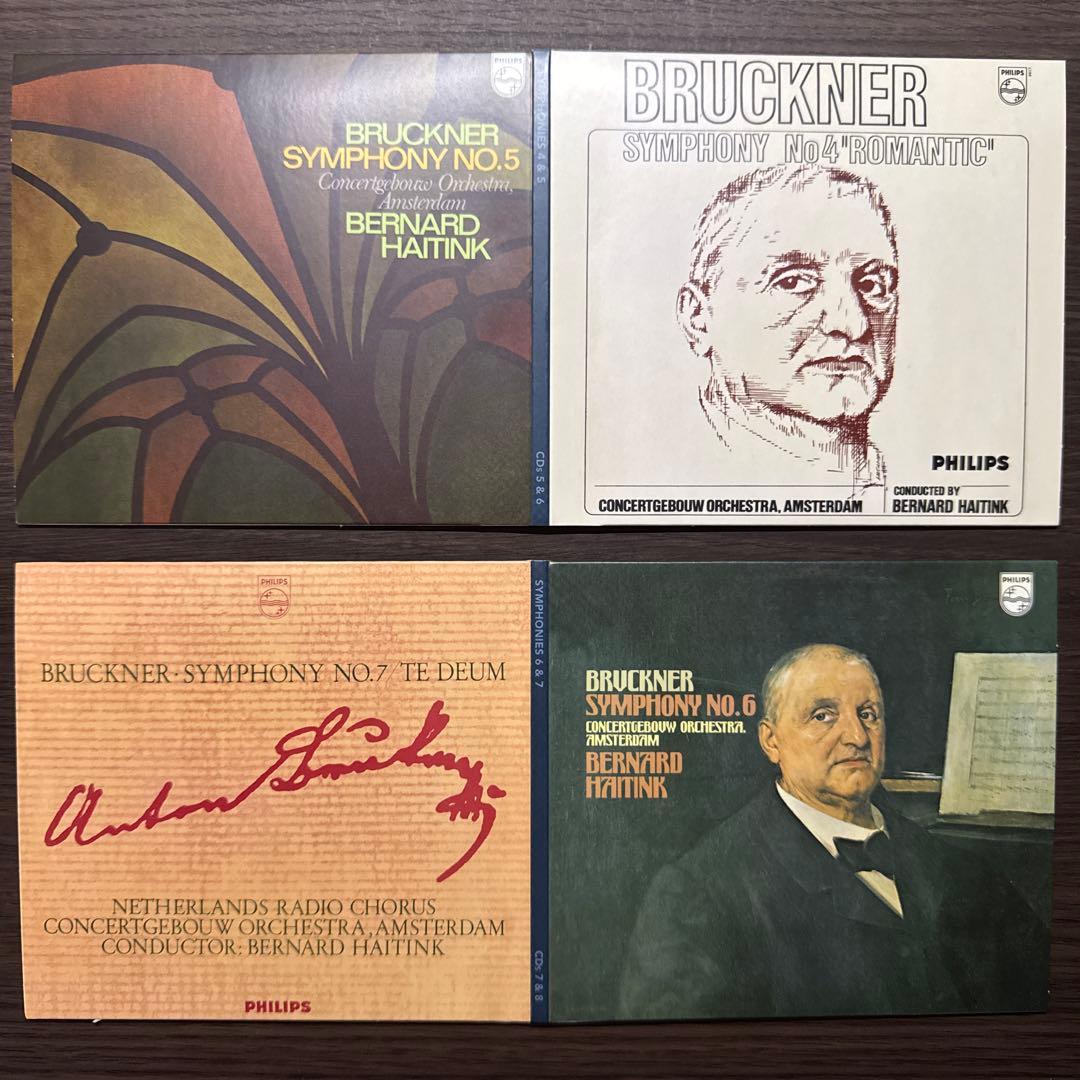 PHILIPS
BRUCKNER
SYMPHONY NO.5
Concertgebouw Orchestra,
Amsterdam
BERNARD
HAITINK
SYMPHONIES 4 & 5
CDs 5 & 6
PHILIPS
BRUCKNER
SYMPHONY No4 "ROMANTIC"
PHILIPS
CONCERTGEBOUW ORCHESTRA, AMSTERDAM
CONDUCTED BY
BERNARD HAITINK
PHILIPS
BRUCKNER · SYMPHONY NO.7 / TE DEUM
Anton Bruckner
NETHERLANDS RADIO CHORUS
CONCERTGEBOUW ORCHESTRA, AMSTERDAM
CONDUCTOR: BERNARD HAITINK
PHILIPS
SYMPHONIES 6 & 7
CDs 7 & 8
PHILIPS
BRUCKNER
SYMPHONY NO.6
CONCERTGEBOUW ORCHESTRA,
AMSTERDAM
BERNARD
HAITINK